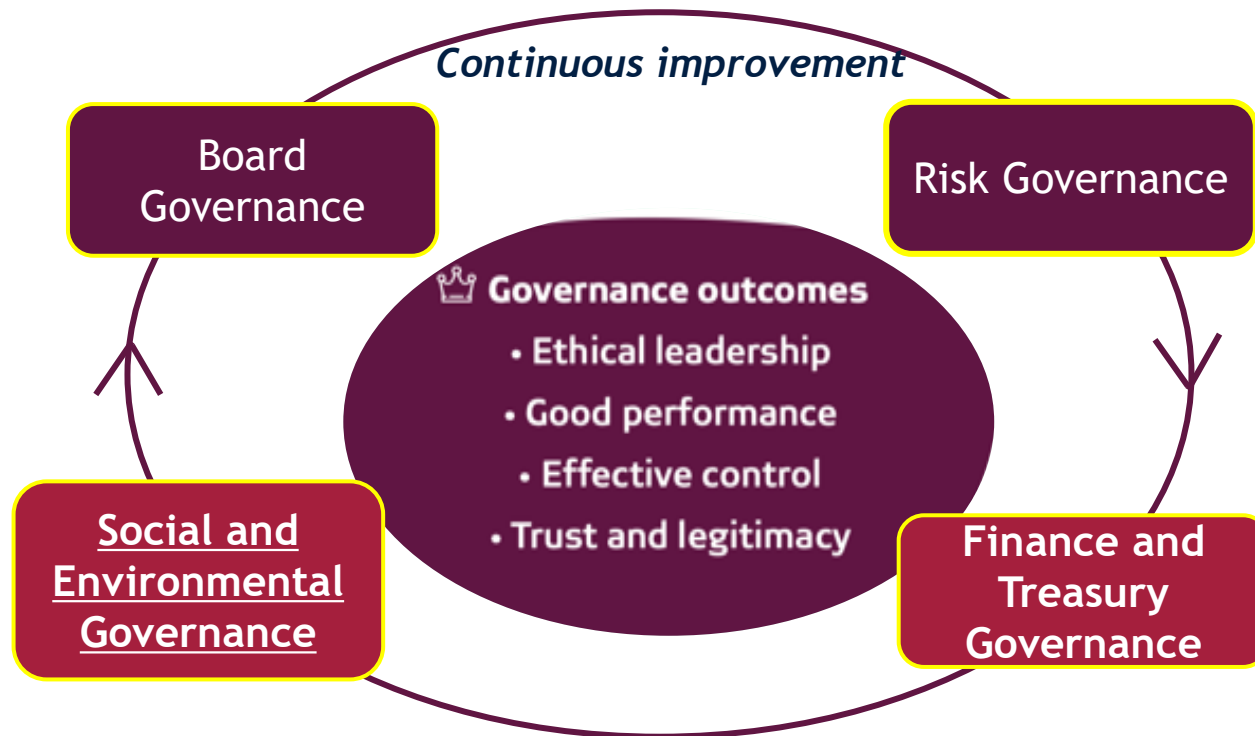 Continuous improvement
Board
Governance
Risk Governance
Governance outcomes
• Ethical leadership
• Good performance
• Effective control
• Trust and legitimacy
Social and
Environmental
Governance
Finance and
Treasury
Governance